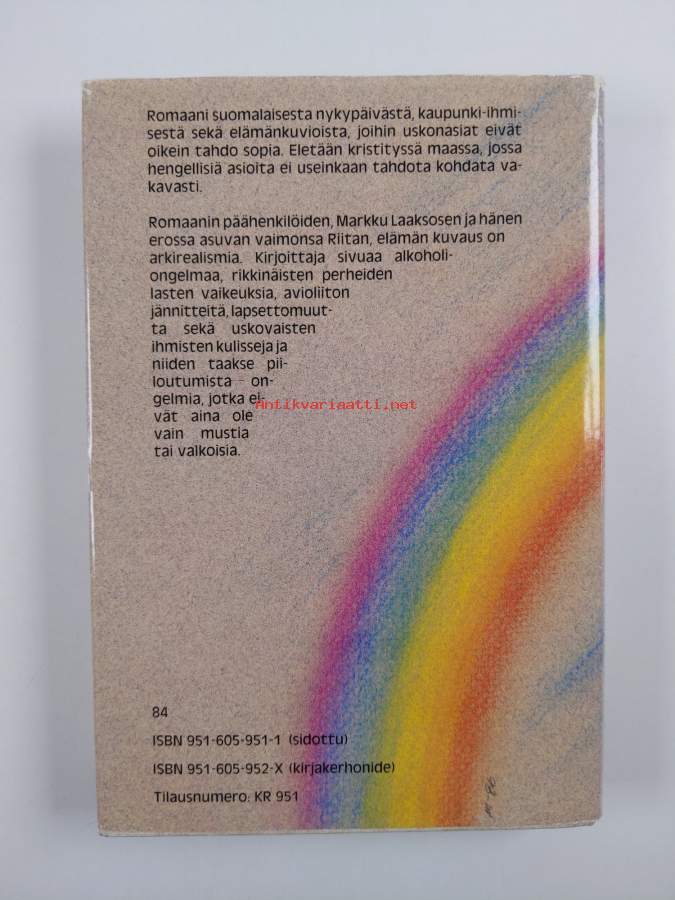 Romaani suomalaisesta nykypäivästä, kaupunki-ihmi-
sestä sekä elämänkuvioista, joihin uskonasiat eivät
oikein tahdo sopia. Eletään kristityssä maassa, jossa
hengellisiä asioita ei useinkaan tahdota kohdata va-
kavasti.
Romaanin päähenkilöiden, Markku Laaksosen ja hänen
erossa asuvan vaimonsa Riitan, elämän kuvaus on
arkirealismia. Kirjoittaja sivuaa alkoholi-
ongelmaa, rikkinäisten perheiden
lasten vaikeuksia, avioliiton
jännitteitä, lapsettomuut-
ta sekä uskovaisten
ihmisten kulisseja ja
niiden taakse pii-
loutumista – on-
gelmia, jotka ei-
vät aina ole
vain mustia
tai valkoisia.
Antikvariaatti.net
84
ISBN 951-605-951-1 (sidottu)
ISBN 951-605-952-X (kirjakerhonide)
Tilausnumero: KR 951